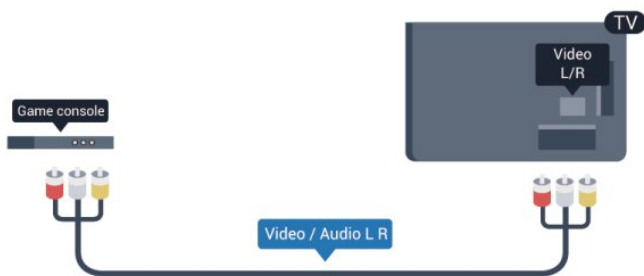 TV
Video
L/R
Game console
Video / Audio L R